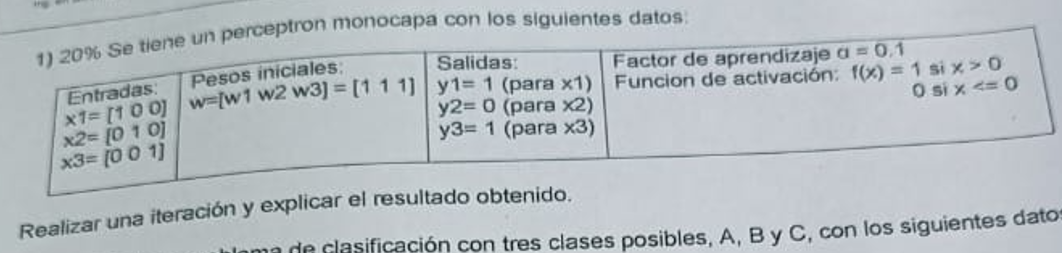 1) 20% Se tiene un perceptron monocapa con los siguientes datos:
Entradas:
x1= [1 0 0]
x2= [0 1 0]
x3= [0 0 1]
Pesos iniciales:
w=[w1 w2 w3] = [1 1 1]
Salidas:
y1= 1 (para x1)
y2= 0 (para x2)
y3= 1 (para x3)
Factor de aprendizaje α = 0.1
Funcion de activación: f(x) = 1 si x > 0
0 si x <= 0
Realizar una iteración y explicar el resultado obtenido.
de clasificación con tres clases posibles, A, B y C, con los siguientes